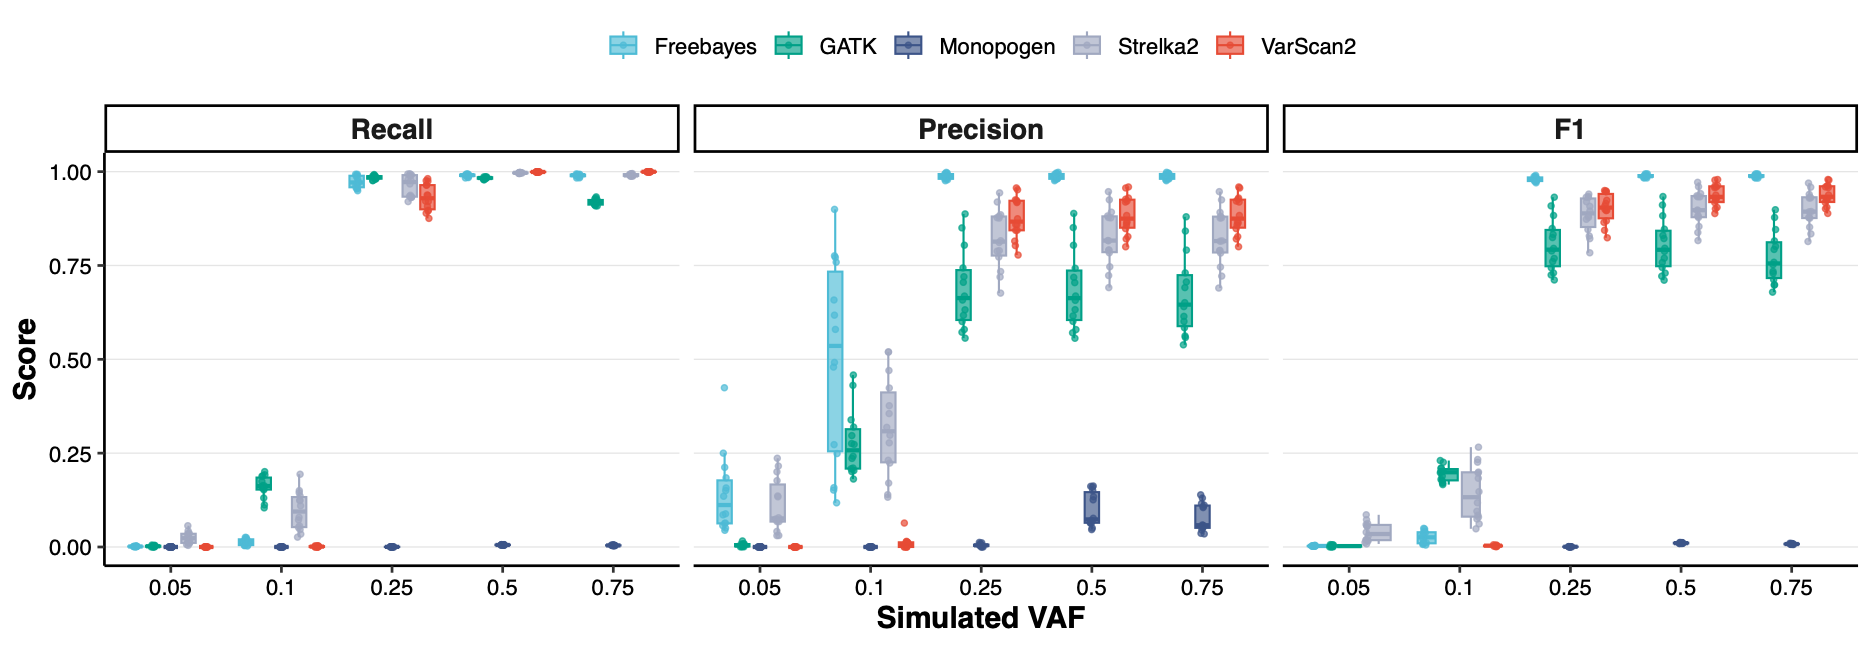 Freebayes GATK Monopogen Strelka2 VarScan2
Recall Precision F1
Score
1.00
0.75
0.50
0.25
0.00
0.05 0.1 0.25 0.5 0.75 0.05 0.1 0.25 0.5 0.75 0.05 0.1 0.25 0.5 0.75
Simulated VAF